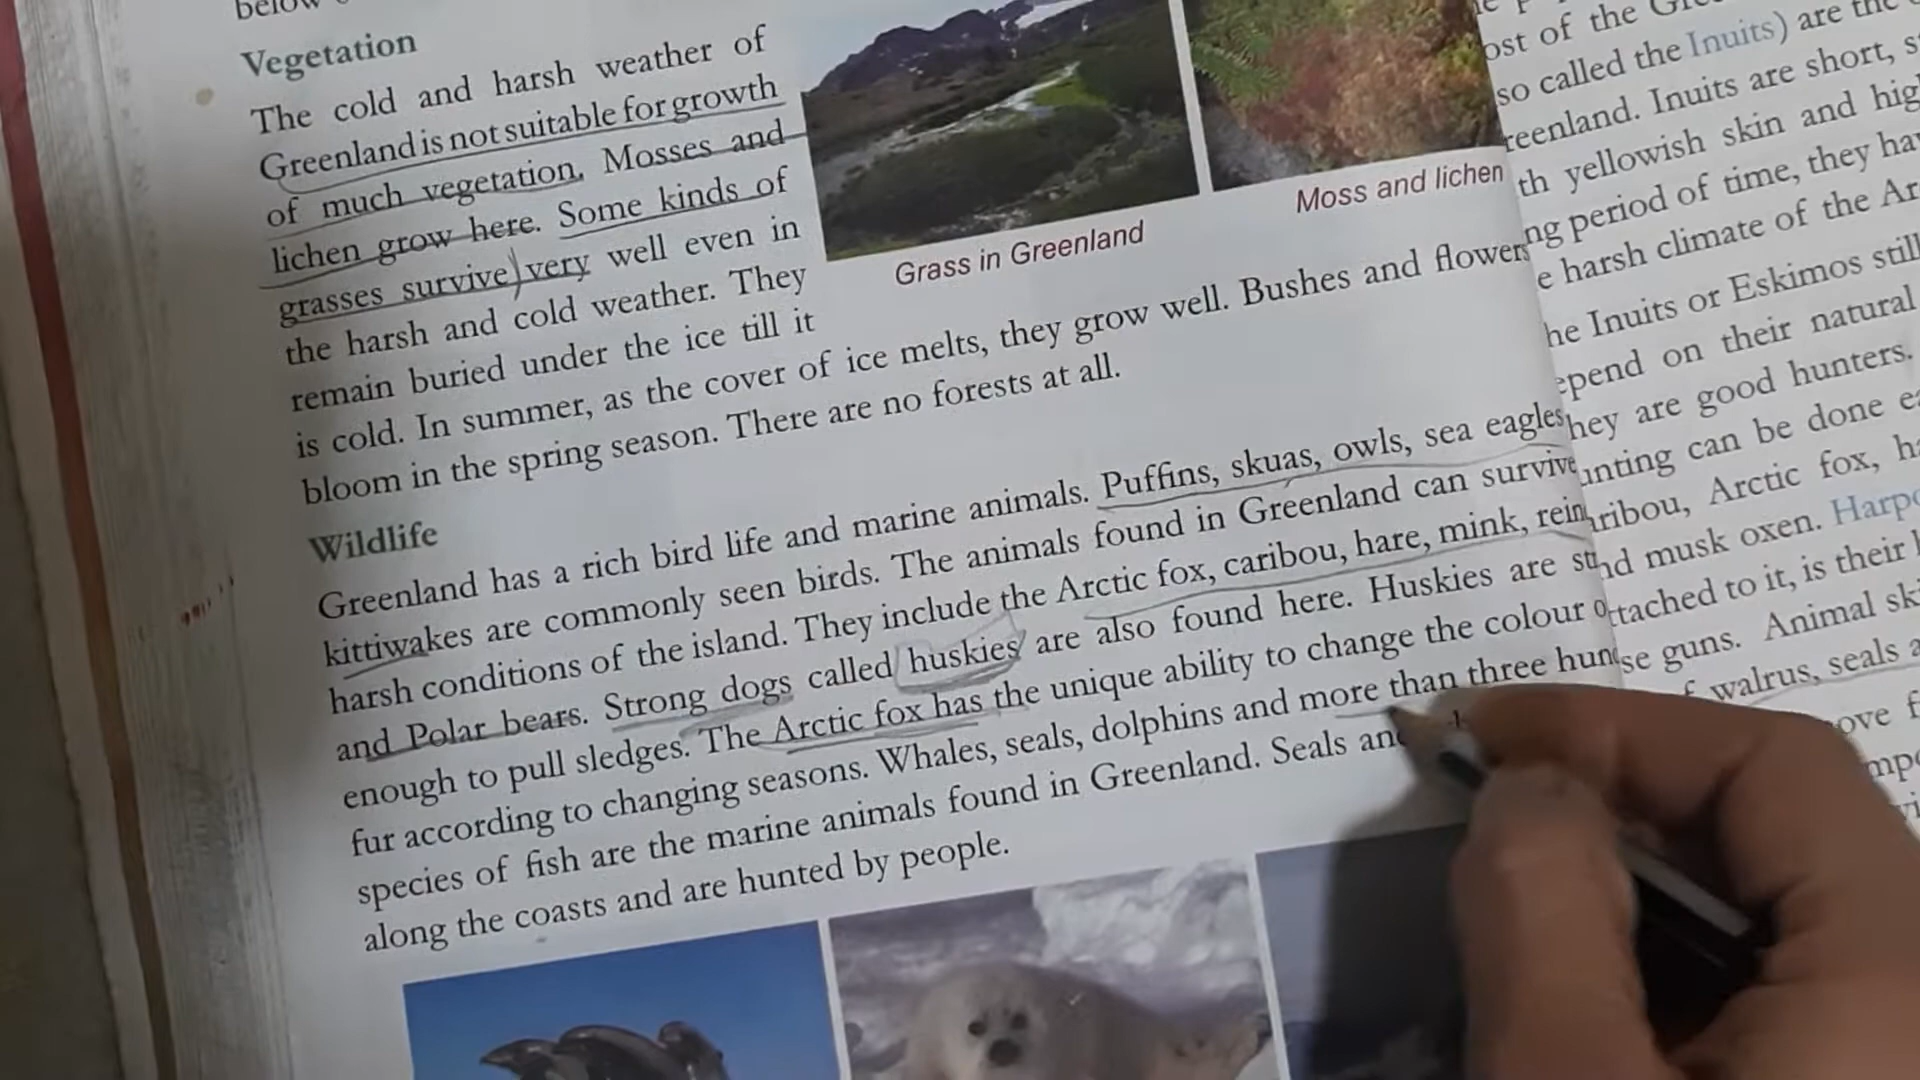 below
Vegetation
The cold and harsh weather of
Greenland is not suitable for growth
of much vegetation. Mosses and
lichen grow here. Some kinds of
grasses survive very well even in
the harsh and cold weather. They
remain buried under the ice till it
is cold. In summer, as the cover of ice melts, they grow well. Bushes and flowers
bloom in the spring season. There are no forests at all.
Grass in Greenland
Moss and lichen
Wildlife
Greenland has a rich bird life and marine animals. Puffins, skuas, owls, sea eagles
kittiwakes are commonly seen birds. The animals found in Greenland can survive
harsh conditions of the island. They include the Arctic fox, caribou, hare, mink, rein
and Polar bears. Strong dogs called huskies are also found here. Huskies are st
enough to pull sledges. The Arctic fox has the unique ability to change the colour o
fur according to changing seasons. Whales, seals, dolphins and more than three hun
species of fish are the marine animals found in Greenland. Seals and
along the coasts and are hunted by people.
ost of the
so called the Inuits) are the
reenland. Inuits are short, s
th yellowish skin and hig
ng period of time, they ha
e harsh climate of the Ar
he Inuits or Eskimos still
epend on their natural
hey are good hunters.
unting can be done ea
aribou, Arctic fox, ha
nd musk oxen. Harpo
ttached to it, is their
se guns. Animal ski
f walrus, seals a
ove f